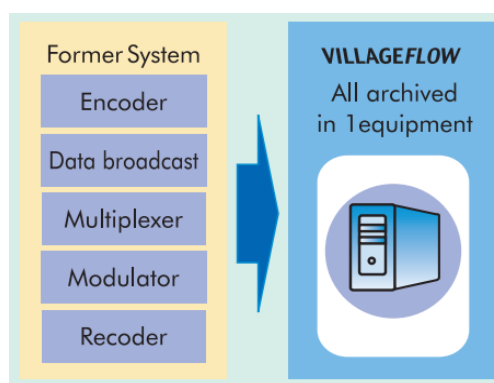 Former System
Encoder
Data broadcast
Multiplexer
Modulator
Recoder
VILLAGEFLOW
All archived
in 1equipment